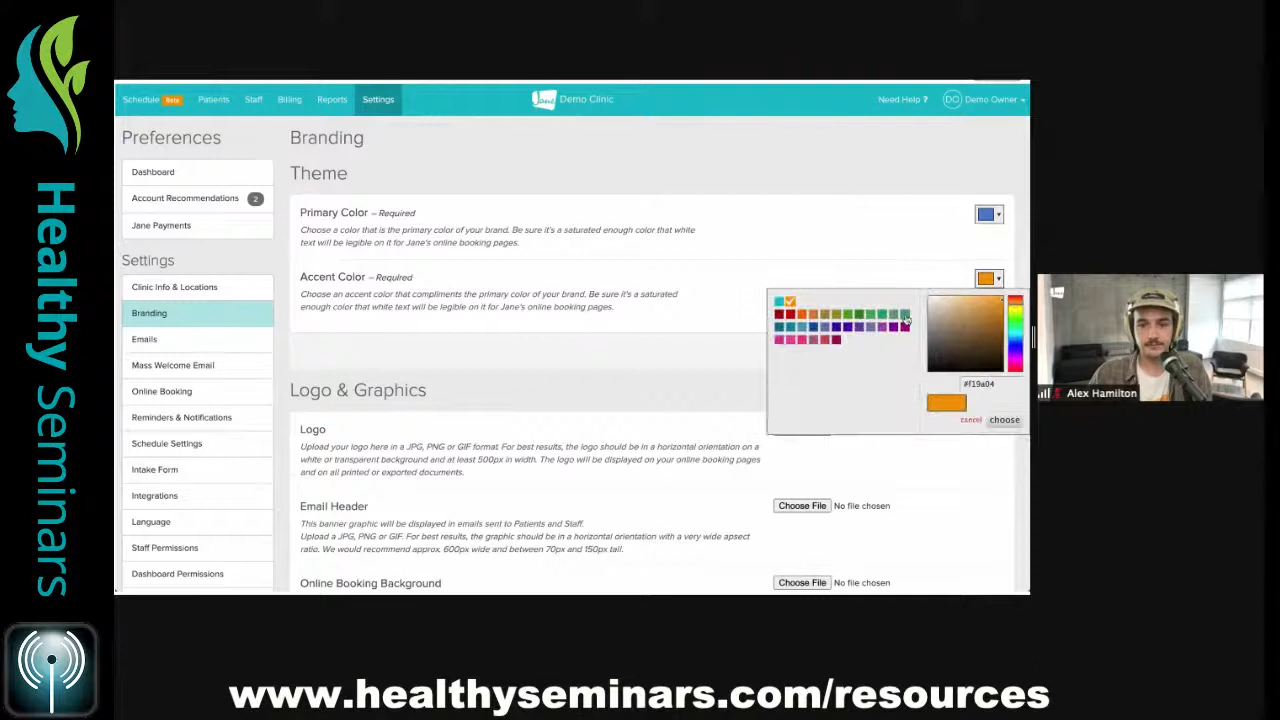 Healthy Seminars
Schedule Beta Patients Staff Billing Reports Settings
Jane Demo Clinic
Need Help ? DO Demo Owner
Preferences
Dashboard
Account Recommendations 2
Jane Payments
Settings
Clinic Info & Locations
Branding
Emails
Mass Welcome Email
Online Booking
Reminders & Notifications
Schedule Settings
Intake Form
Integrations
Language
Staff Permissions
Dashboard Permissions
Branding
Theme
Primary Color – Required
Choose a color that is the primary color of your brand. Be sure it's a saturated enough color that white
text will be legible on it for Jane's online booking pages.
Accent Color – Required
Choose an accent color that compliments the primary color of your brand. Be sure it's a saturated
enough color that white text will be legible on it for Jane's online booking pages.
#f19a04
cancel choose
Logo & Graphics
Logo
Upload your logo here in a JPG, PNG or GIF format. For best results, the logo should be in a horizontal orientation on a
white or transparent background and at least 500px in width. The logo will be displayed on your online booking pages
and on all printed or exported documents.
Email Header
Choose File No file chosen
This banner graphic will be displayed in emails sent to Patients and Staff.
Upload a JPG, PNG or GIF. For best results, the graphic should be in a horizontal orientation with a very wide apsect
ratio. We would recommend approx. 600px wide and between 70px and 150px tall.
Online Booking Background
Choose File No file chosen
Alex Hamilton
www.healthyseminars.com/resources